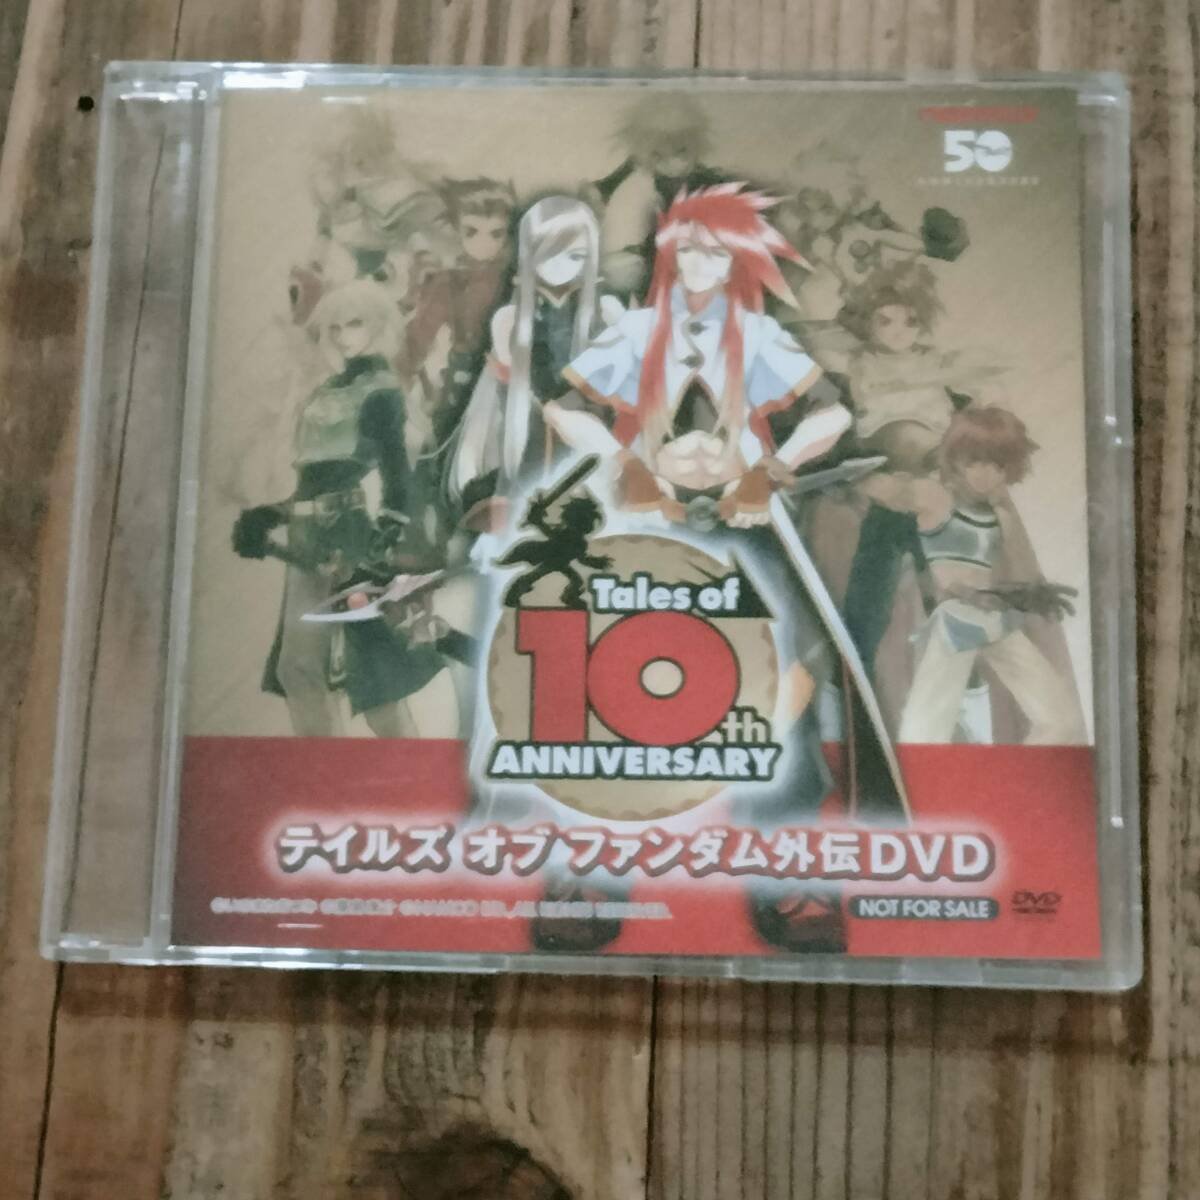 50
Tales of
10th
ANNIVERSARY
テイルズ オブ ファンダム外伝DVD
NOT FOR SALE
DVD